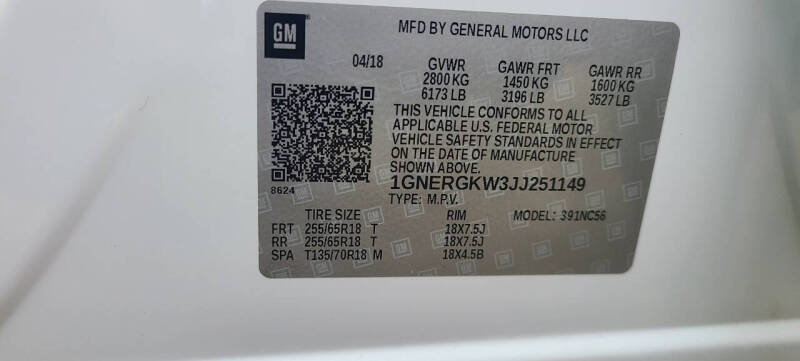 GM
MFD BY GENERAL MOTORS LLC
04/18 GVWR GAWR FRT GAWR RR
2800 KG 1450 KG 1600 KG
6173 LB 3196 LB 3527 LB
THIS VEHICLE CONFORMS TO ALL
APPLICABLE U.S. FEDERAL MOTOR
VEHICLE SAFETY STANDARDS IN EFFECT
ON THE DATE OF MANUFACTURE
SHOWN ABOVE.
8624
1GNERGKW3JJ251149
TYPE: M.P.V.
TIRE SIZE RIM MODEL: 391NC56
FRT 255/65R18 T 18X7.5J
RR 255/65R18 T 18X7.5J
SPA T135/70R18 M 18X4.5B